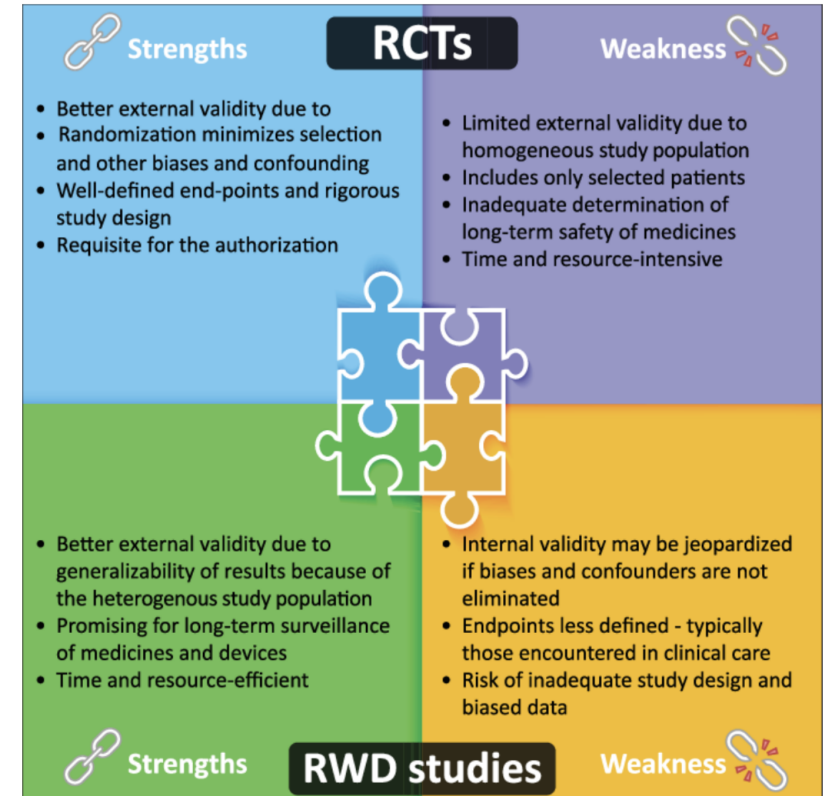 Strengths
RCTs
Weakness
• Better external validity due to
• Randomization minimizes selection
and other biases and confounding
• Well-defined end-points and rigorous
study design
• Requisite for the authorization
• Limited external validity due to
homogeneous study population
• Includes only selected patients
• Inadequate determination of
long-term safety of medicines
• Time and resource-intensive
• Better external validity due to
generalizability of results because of
the heterogenous study population
• Promising for long-term surveillance
of medicines and devices
• Time and resource-efficient
• Internal validity may be jeopardized
if biases and confounders are not
eliminated
• Endpoints less defined - typically
those encountered in clinical care
• Risk of inadequate study design and
biased data
Strengths
RWD studies
Weakness